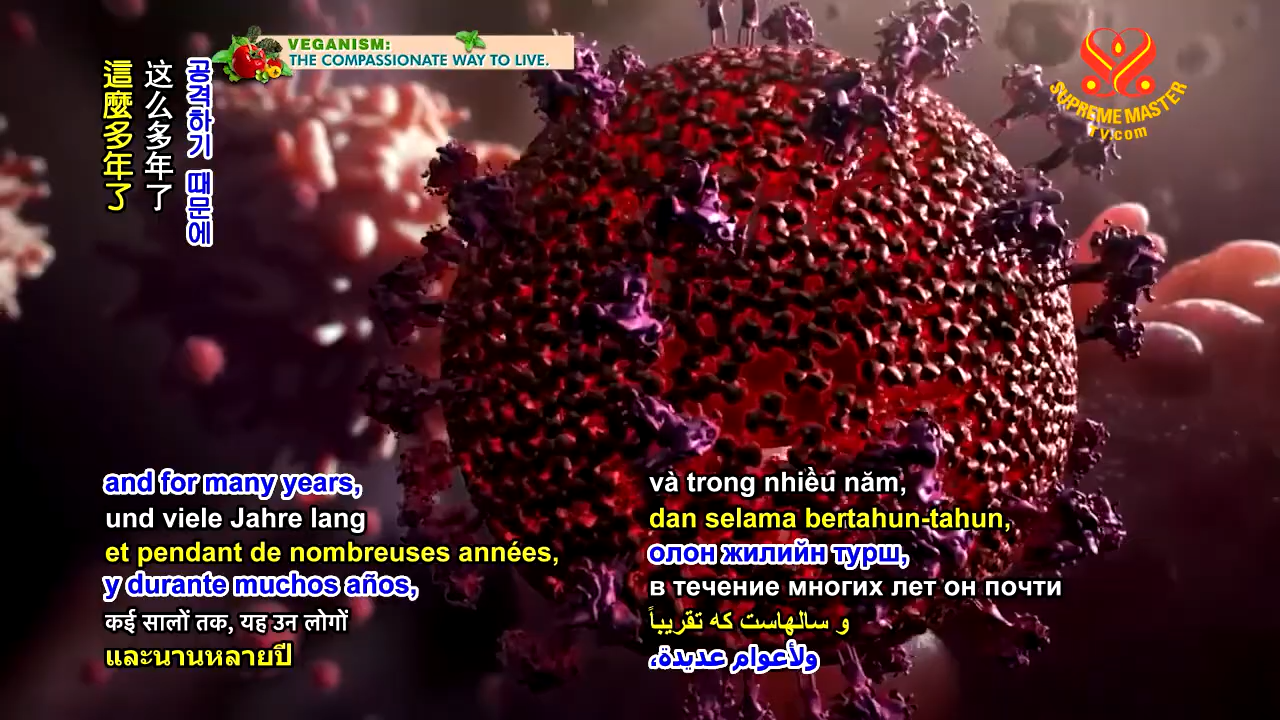 VEGANISM:
THE COMPASSIONATE WAY TO LIVE.
SUPREME MASTER
TV.com
공격하기 때문에
这么多年了
這麼多年了
and for many years,
und viele Jahre lang
et pendant de nombreuses années,
y durante muchos años,
कई सालों तक, यह उन लोगों
และนานหลายปี
và trong nhiều năm,
dan selama bertahun-tahun,
олон жилийн турш,
в течение многих лет он почти
و سالهاست که تقریباً
ولأعوام عديدة،